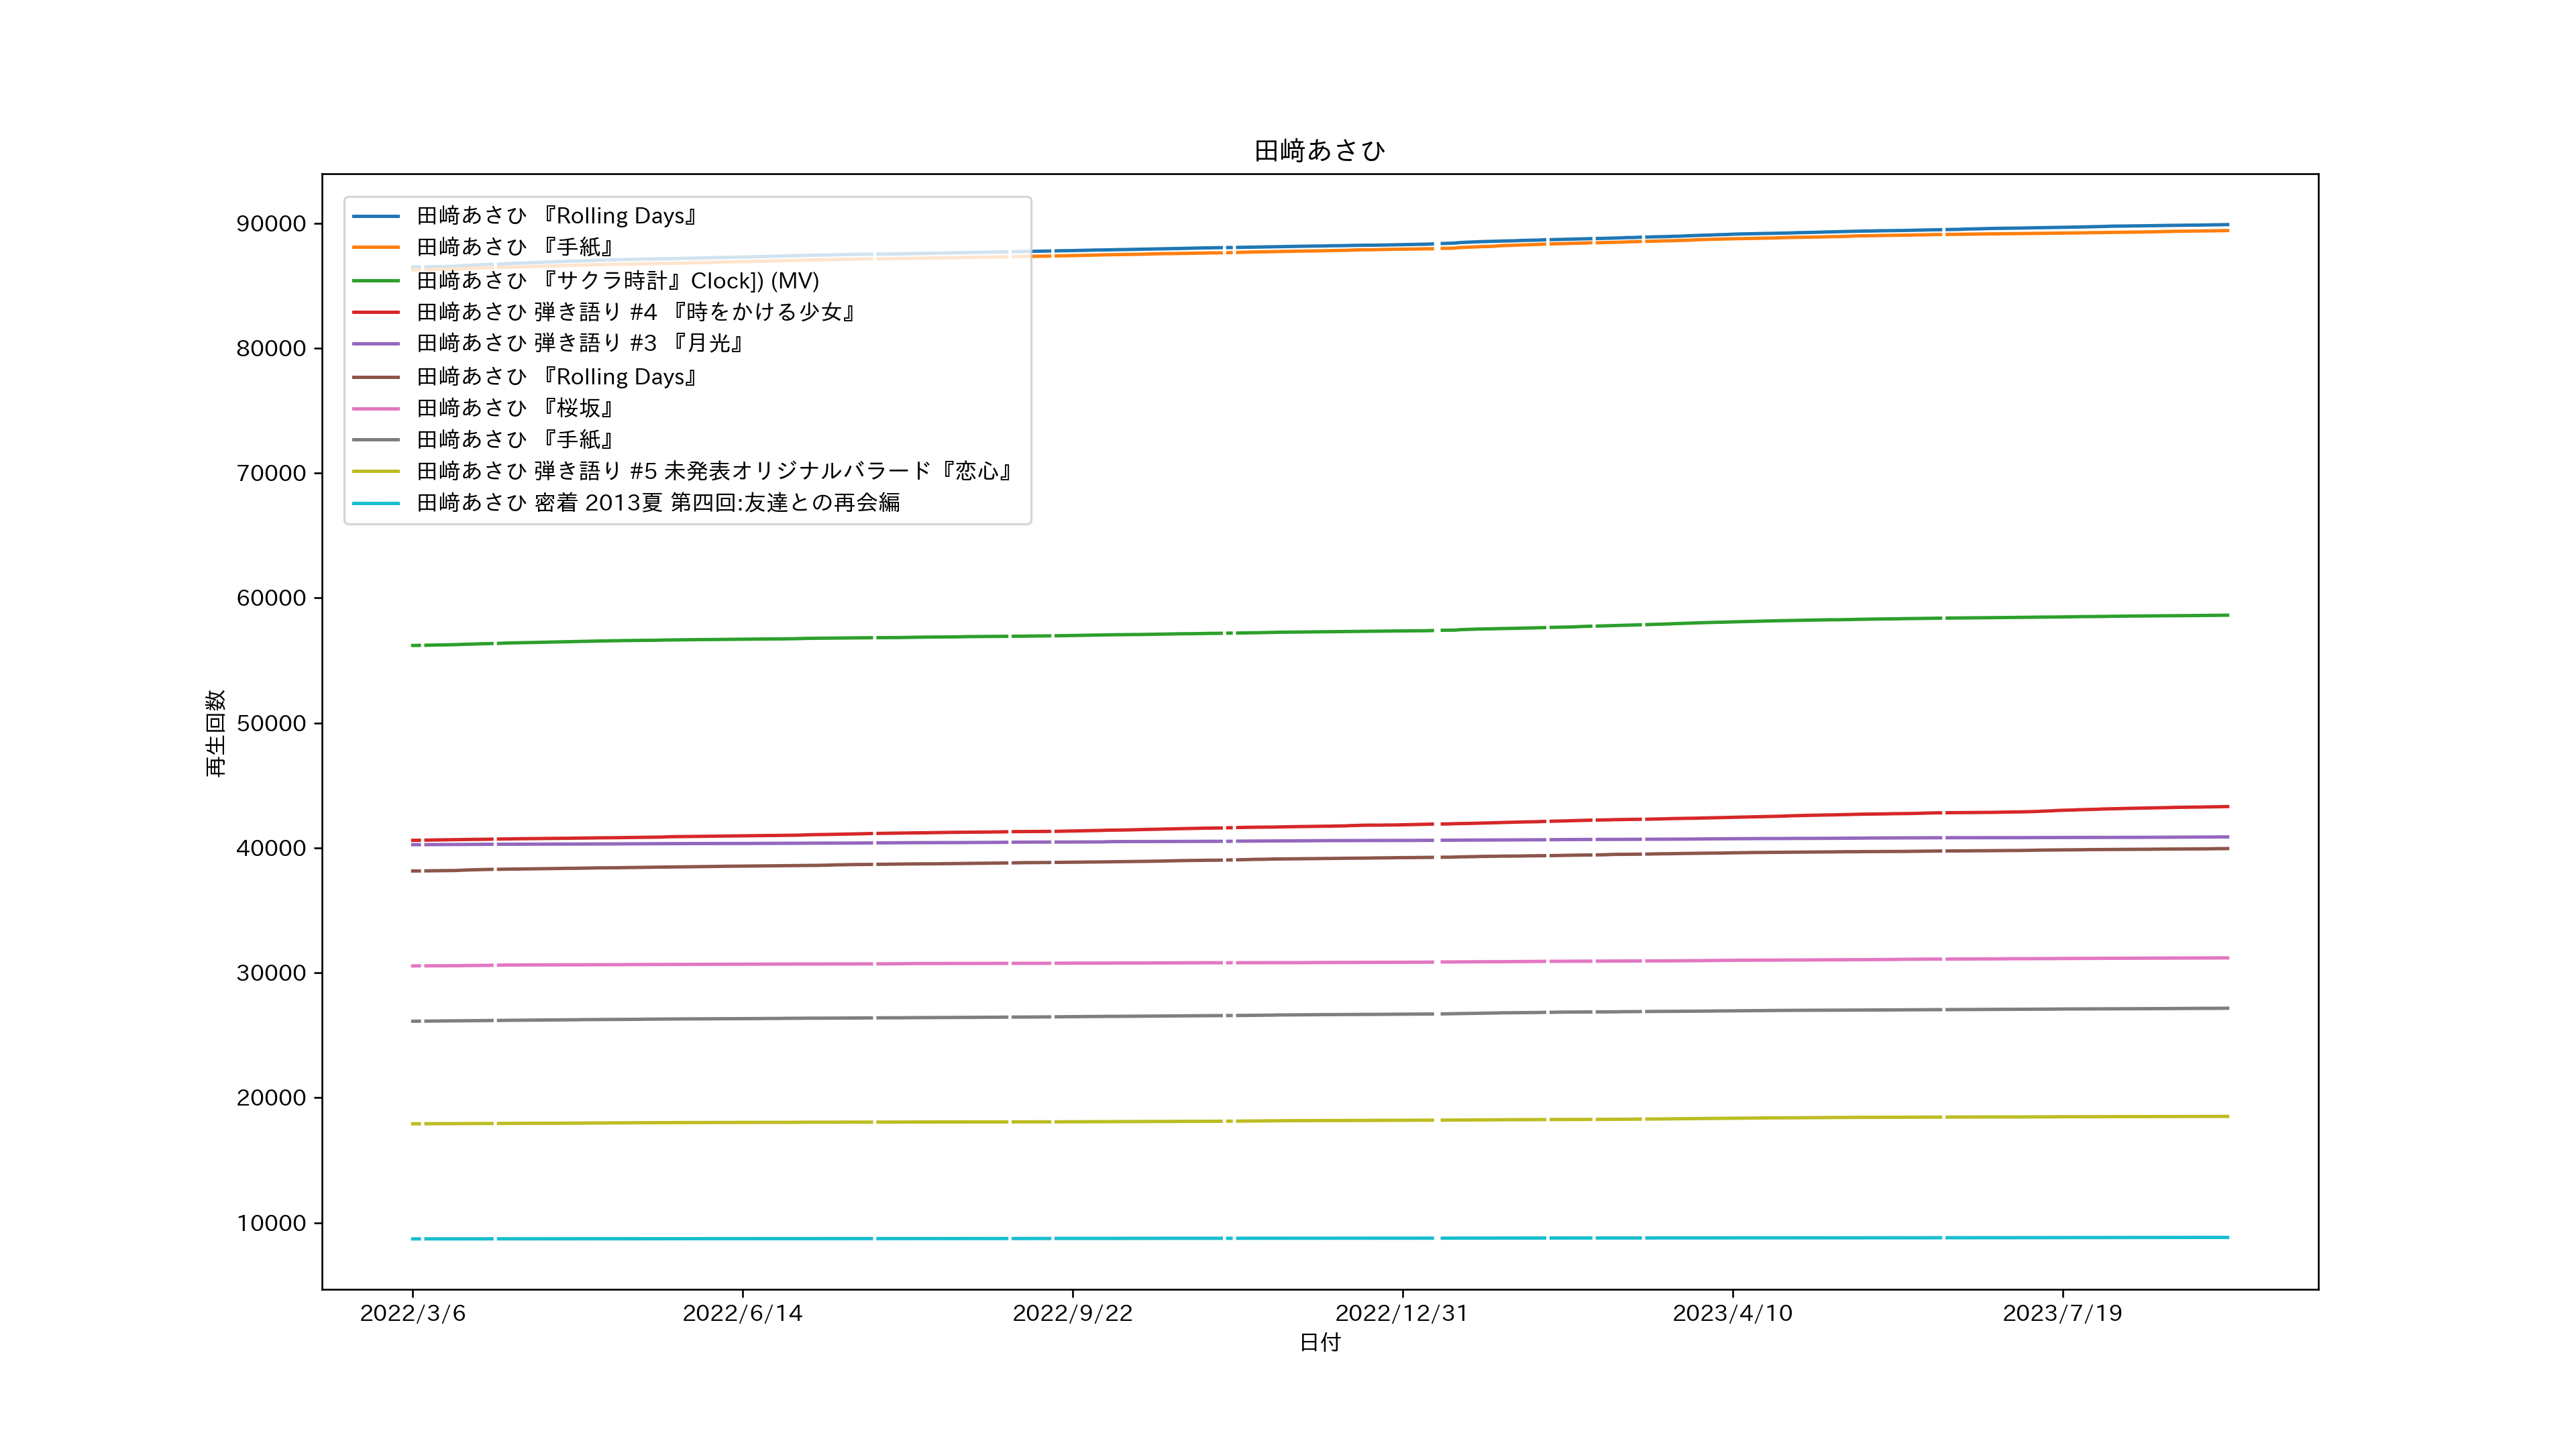 田﨑あさひ
田﨑あさひ 『Rolling Days』
田﨑あさひ 『手紙』
田﨑あさひ 『サクラ時計』Clock]) (MV)
田﨑あさひ 弾き語り #4 『時をかける少女』
田﨑あさひ 弾き語り #3 『月光』
田﨑あさひ 『Rolling Days』
田﨑あさひ 『桜坂』
田﨑あさひ 『手紙』
田﨑あさひ 弾き語り #5 未発表オリジナルバラード『恋心』
田﨑あさひ 密着 2013夏 第四回:友達との再会編
90000
80000
70000
60000
50000
40000
30000
20000
10000
再生回数
2022/3/6
2022/6/14
2022/9/22
2022/12/31
2023/4/10
2023/7/19
日付